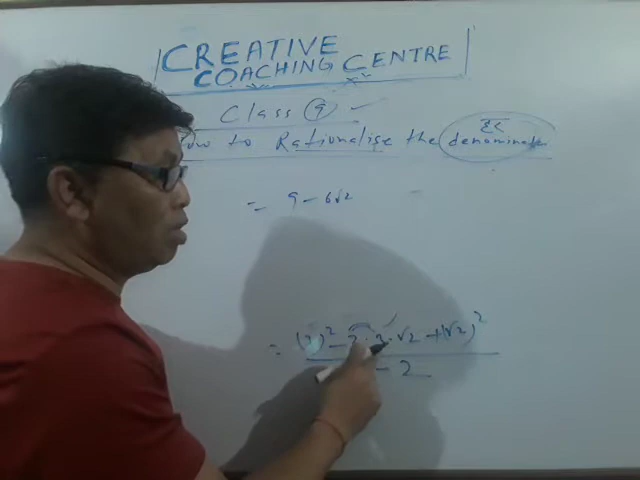 CREATIVE
COACHING CENTRE
Class 9
to Rationalise the denominator
= 9 - 6√2
= (3)² - 2·3·√2 + (√2)²
- 2